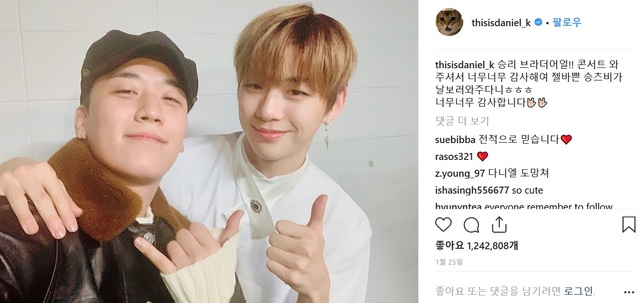 thisisdaniel_k • 팔로우
thisisdaniel_k 승리 브라더어얼!! 콘서트 와
주셔서 너무너무 감사해여 젤바쁜 승츠비가
날보러와주다니ㅎㅎㅎ
너무너무 감사합니다
댓글 더 보기
suebibba 전적으로 믿습니다
rasos321
z.young_97 다니엘 도망쳐
ishasingh556677 so cute
hyunyntea everyone remember to follow
좋아요 1,242,808개
1월 25일
좋아요 또는 댓글을 남기려면 로그인